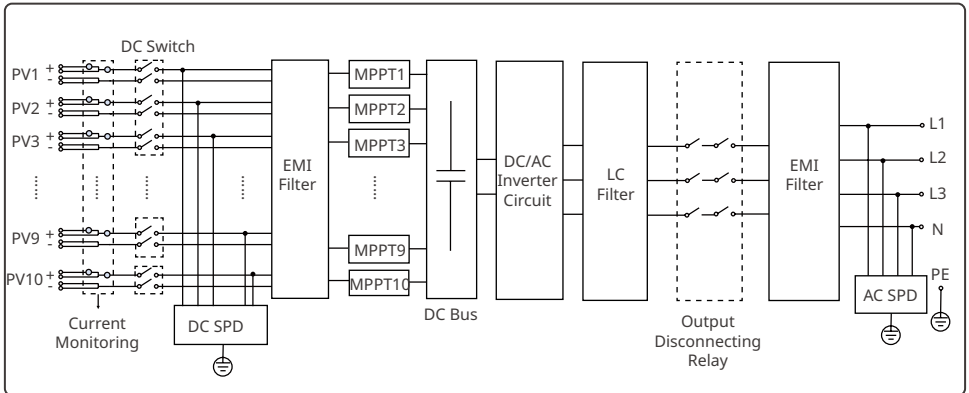 DC Switch
PV1 + -
PV2 + -
PV3 + -
PV9 + -
PV10 + -
Current
Monitoring
DC SPD
EMI
Filter
MPPT1
MPPT2
MPPT3
MPPT9
MPPT10
DC Bus
DC/AC
Inverter
Circuit
LC
Filter
Output
Disconnecting
Relay
EMI
Filter
L1
L2
L3
N
PE
AC SPD